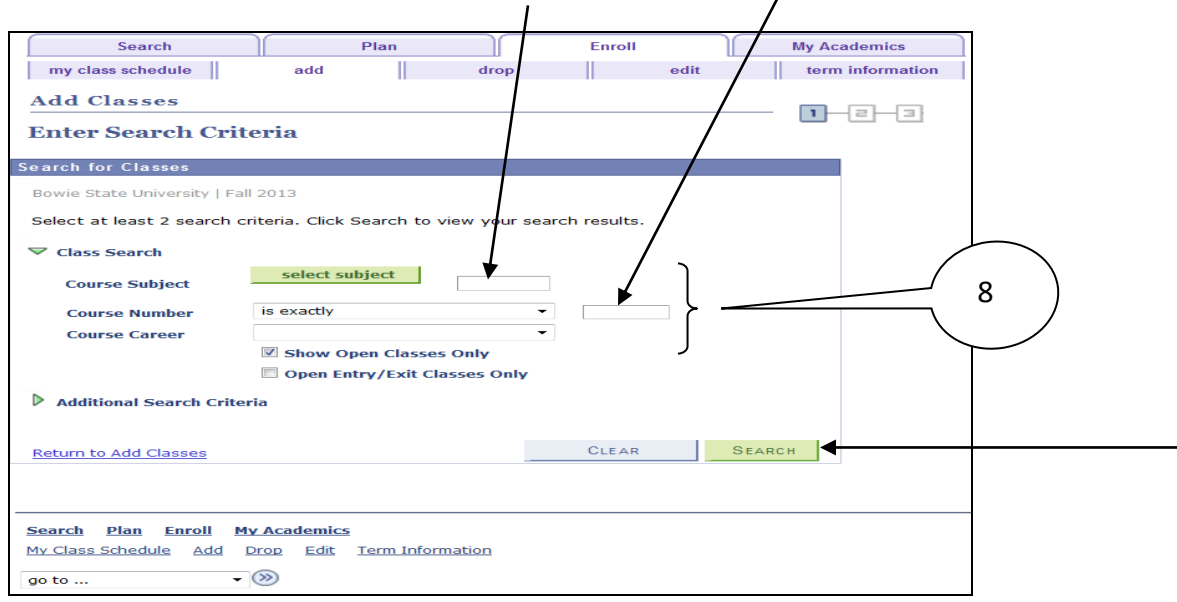 Search Plan Enroll My Academics
my class schedule add drop edit term information
Add Classes
1 2 3
Enter Search Criteria
Search for Classes
Bowie State University | Fall 2013
Select at least 2 search criteria. Click Search to view your search results.
Class Search
select subject
Course Subject
8
Course Number is exactly
Course Career
Show Open Classes Only
Open Entry/Exit Classes Only
Additional Search Criteria
Return to Add Classes CLEAR SEARCH
Search Plan Enroll My Academics
My Class Schedule Add Drop Edit Term Information
go to ...